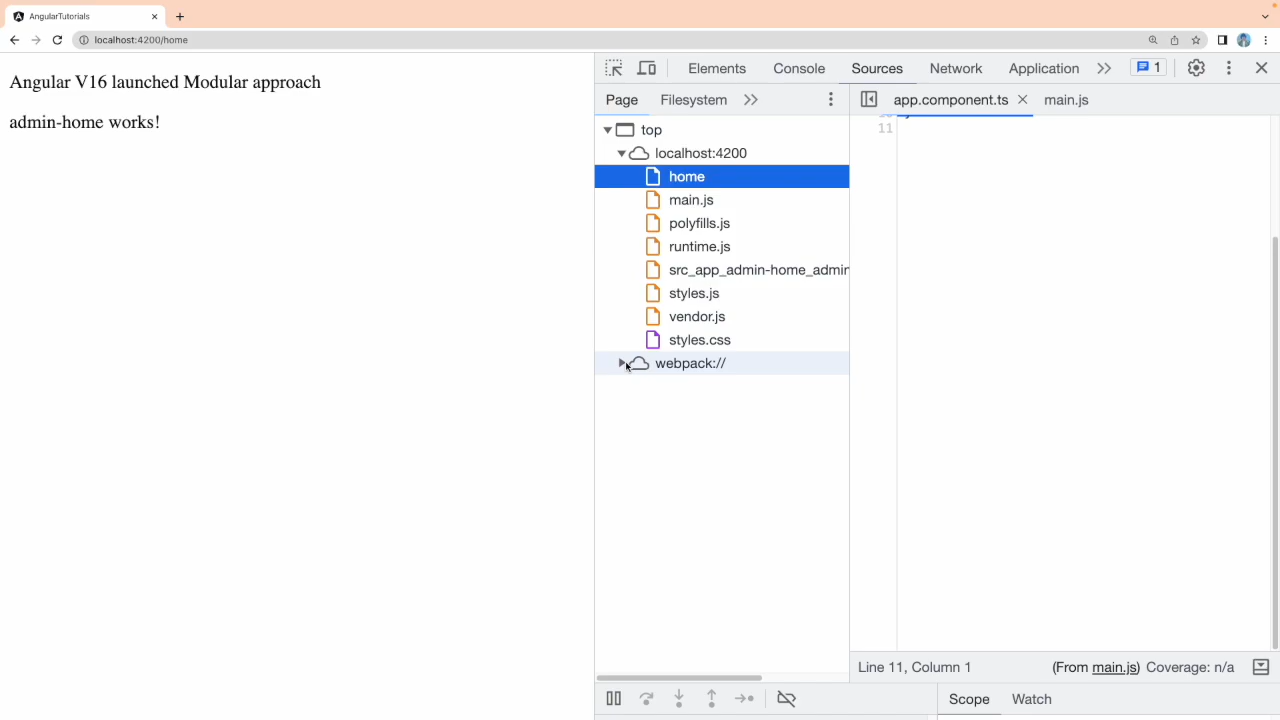 AngularTutorials
localhost:4200/home
Angular V16 launched Modular approach
admin-home works!
Elements Console Sources Network Application 1
Page Filesystem
app.component.ts main.js
top
localhost:4200
home
main.js
polyfills.js
runtime.js
src_app_admin-home_admin
styles.js
vendor.js
styles.css
webpack://
11
Line 11, Column 1 (From main.js) Coverage: n/a
Scope Watch